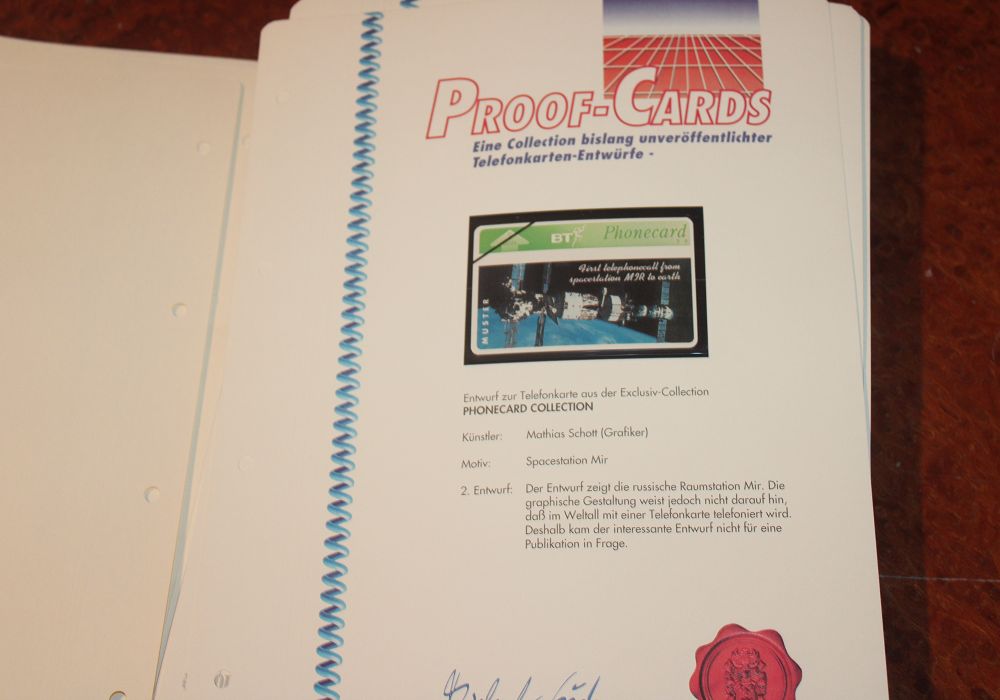 PROOF-CARDS
Eine Collection bislang unveröffentlichter
Telefonkarten-Entwürfe -
BT Phonecard
First telephonecall from
spacestation MIR to earth
MUSTER
Entwurf zur Telefonkarte aus der Exclusiv-Collection
PHONECARD COLLECTION
Künstler: Mathias Schott (Grafiker)
Motiv: Spacestation Mir
2. Entwurf: Der Entwurf zeigt die russische Raumstation Mir. Die
graphische Gestaltung weist jedoch nicht darauf hin,
daß im Weltall mit einer Telefonkarte telefoniert wird.
Deshalb kam der interessante Entwurf nicht für eine
Publikation in Frage.